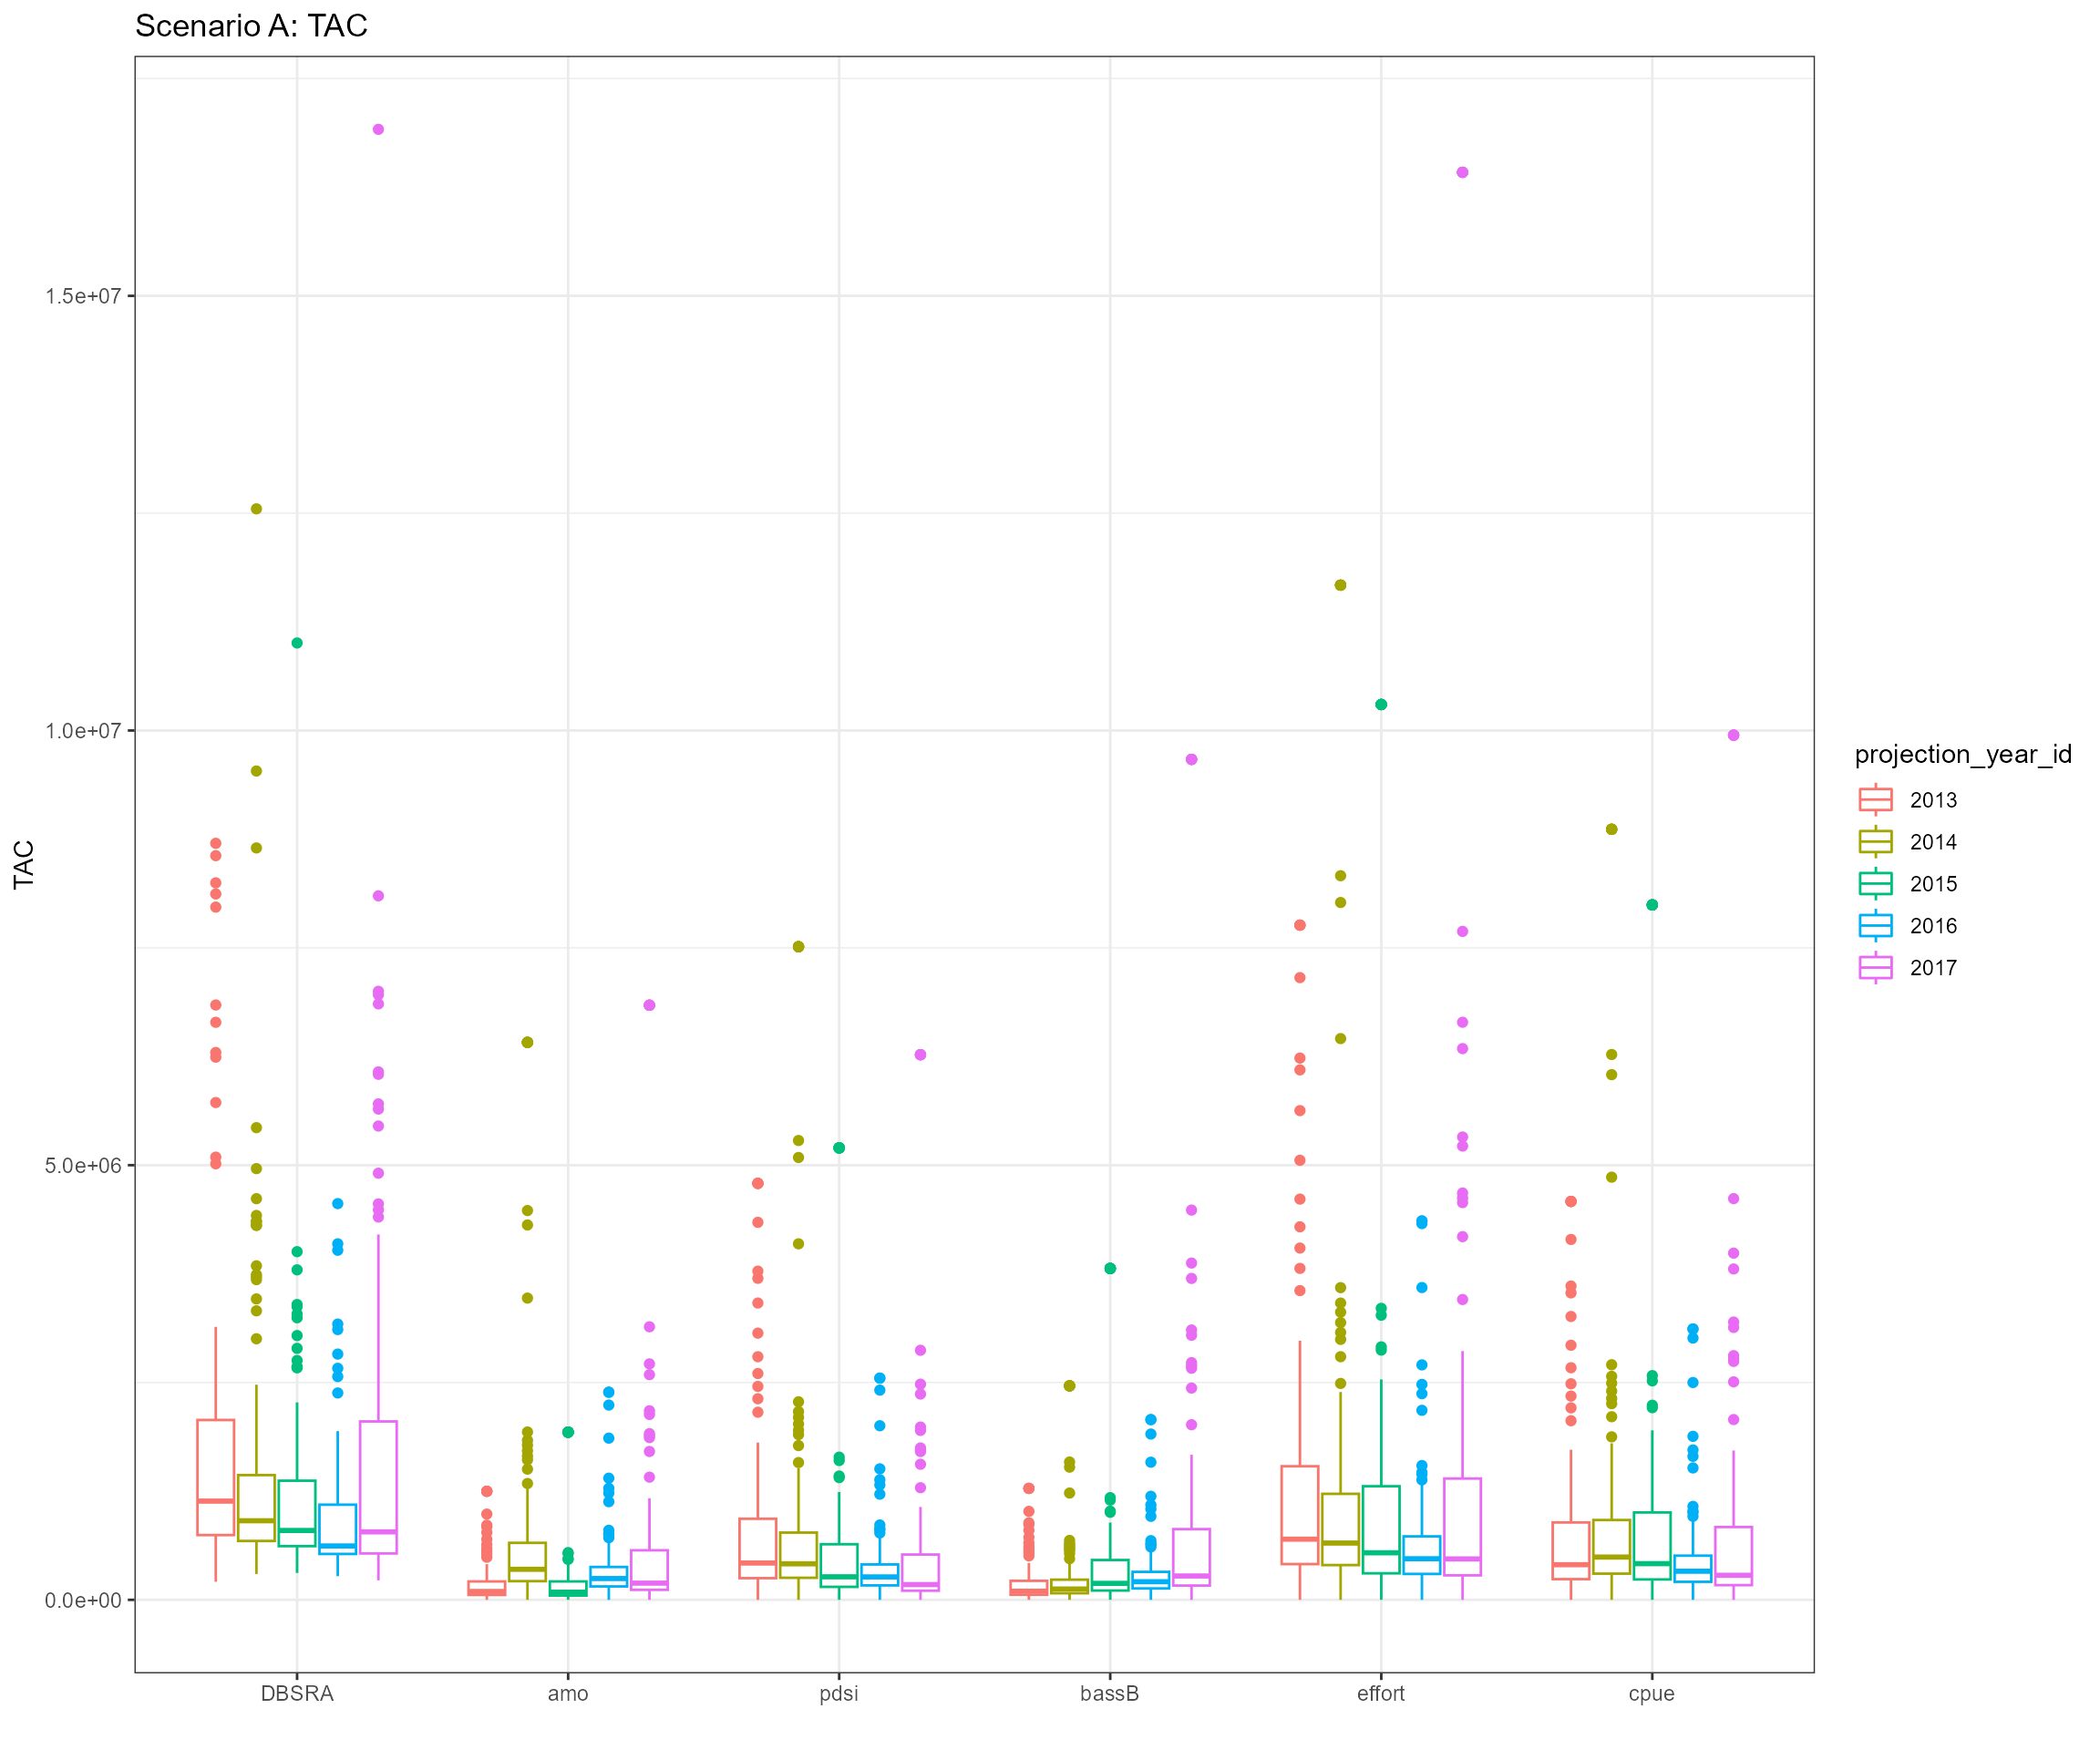 Scenario A: TAC
1.5e+07
1.0e+07
5.0e+06
0.0e+00
TAC
DBSRA amo pdsi bassB effort cpue
projection_year_id
2013
2014
2015
2016
2017